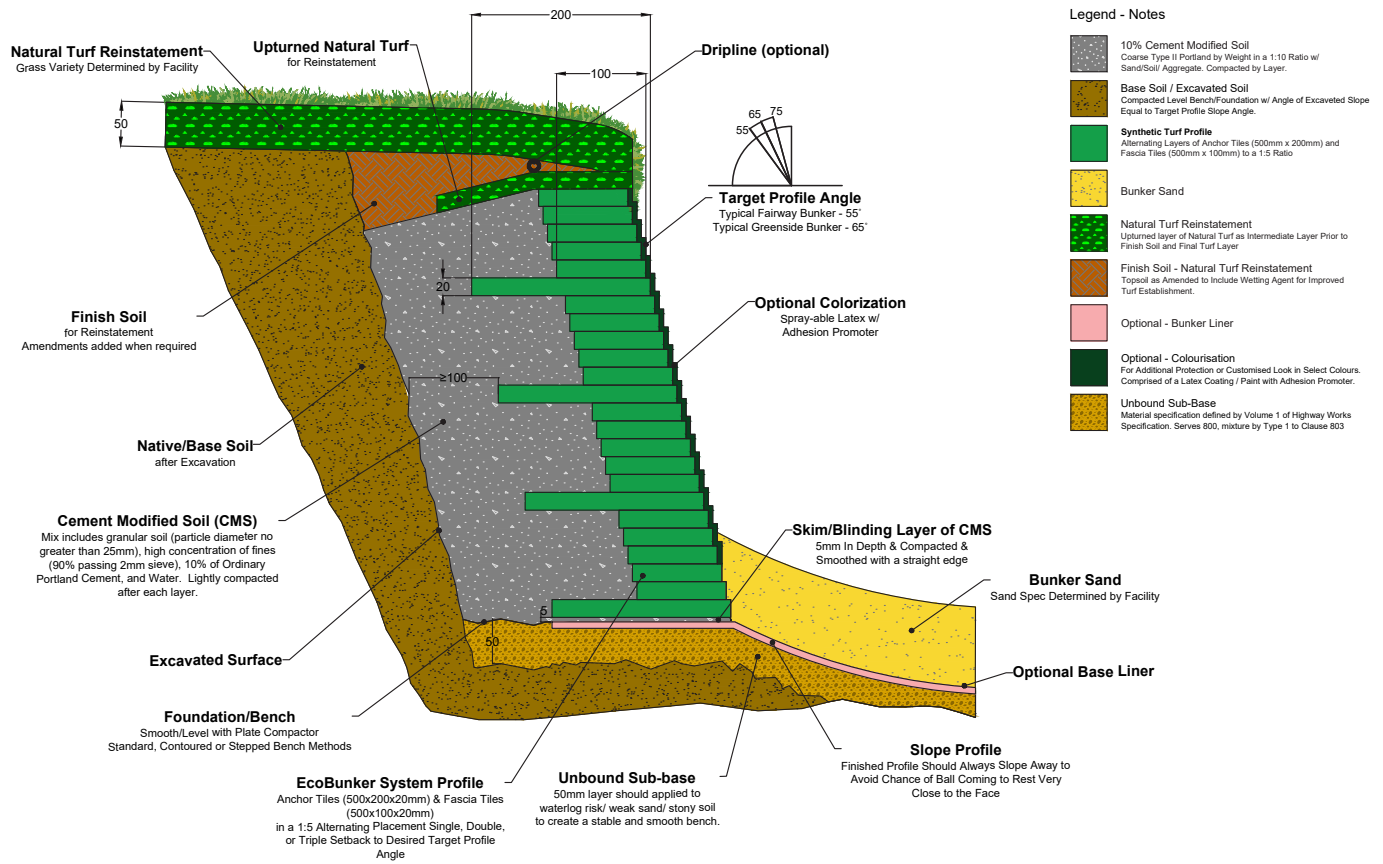 200
Natural Turf Reinstatement
Grass Variety Determined by Facility
Upturned Natural Turf
for Reinstatement
Dripline (optional)
100
50
55
65
75
Target Profile Angle
Typical Fairway Bunker - 55°
Typical Greenside Bunker - 65°
20
Finish Soil
for Reinstatement
Amendments added when required
Optional Colorization
Spray-able Latex w/
Adhesion Promoter
≥100
Native/Base Soil
after Excavation
Cement Modified Soil (CMS)
Mix includes granular soil (particle diameter no
greater than 25mm), high concentration of fines
(90% passing 2mm sieve), 10% of Ordinary
Portland Cement, and Water. Lightly compacted
after each layer.
Skim/Blinding Layer of CMS
5mm In Depth & Compacted &
Smoothed with a straight edge
Bunker Sand
Sand Spec Determined by Facility
5
50
Excavated Surface
Optional Base Liner
Foundation/Bench
Smooth/Level with Plate Compactor
Standard, Contoured or Stepped Bench Methods
EcoBunker System Profile
Anchor Tiles (500x200x20mm) & Fascia Tiles
(500x100x20mm)
in a 1:5 Alternating Placement Single, Double,
or Triple Setback to Desired Target Profile
Angle
Unbound Sub-base
50mm layer should applied to
waterlog risk/ weak sand/ stony soil
to create a stable and smooth bench.
Slope Profile
Finished Profile Should Always Slope Away to
Avoid Chance of Ball Coming to Rest Very
Close to the Face
Legend - Notes
10% Cement Modified Soil
Coarse Type II Portland by Weight in a 1:10 Ratio w/
Sand/Soil/ Aggregate. Compacted by Layer.
Base Soil / Excavated Soil
Compacted Level Bench/Foundation w/ Angle of Excaveted Slope
Equal to Target Profile Slope Angle.
Synthetic Turf Profile
Alternating Layers of Anchor Tiles (500mm x 200mm) and
Fascia Tiles (500mm x 100mm) to a 1:5 Ratio
Bunker Sand
Natural Turf Reinstatement
Upturned layer of Natural Turf as Intermediate Layer Prior to
Finish Soil and Final Turf Layer
Finish Soil - Natural Turf Reinstatement
Topsoil as Amended to Include Wetting Agent for Improved
Turf Establishment.
Optional - Bunker Liner
Optional - Colourisation
For Additional Protection or Customised Look in Select Colours.
Comprised of a Latex Coating / Paint with Adhesion Promoter.
Unbound Sub-Base
Material specification defined by Volume 1 of Highway Works
Specification. Serves 800, mixture by Type 1 to Clause 803